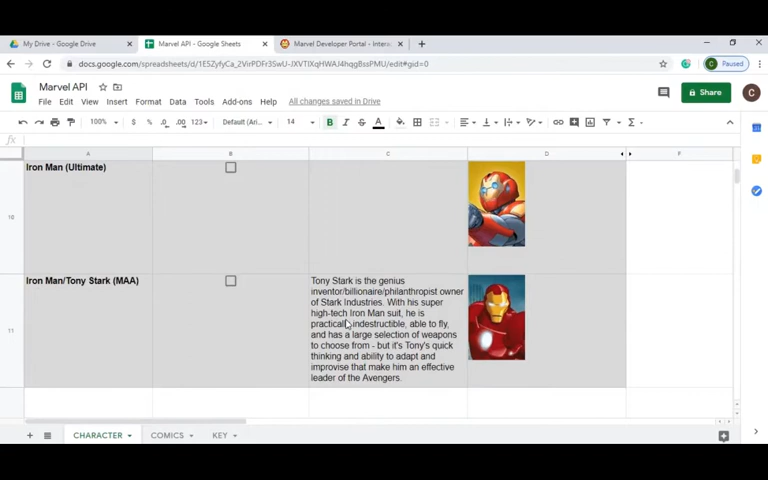 My Drive - Google Drive
Marvel API - Google Sheets
Marvel Developer Portal - Intera
docs.google.com/spreadsheets/d/
/edit#gid=0
Paused
Marvel API
File Edit View Insert Format Data Tools Add-ons Help All changes saved in Drive
Share
C
100% $ % .0 .00 123 Default (Ari... 14 B I S A
fx
A B C D F
Iron Man (Ultimate)
10
Iron Man/Tony Stark (MAA)
11
Tony Stark is the genius
inventor/billionaire/philanthropist owner
of Stark Industries. With his super
high-tech Iron Man suit, he is
practically indestructible, able to fly,
and has a large selection of weapons
to choose from - but it's Tony's quick
thinking and ability to adapt and
improvise that make him an effective
leader of the Avengers.
CHARACTER COMICS KEY